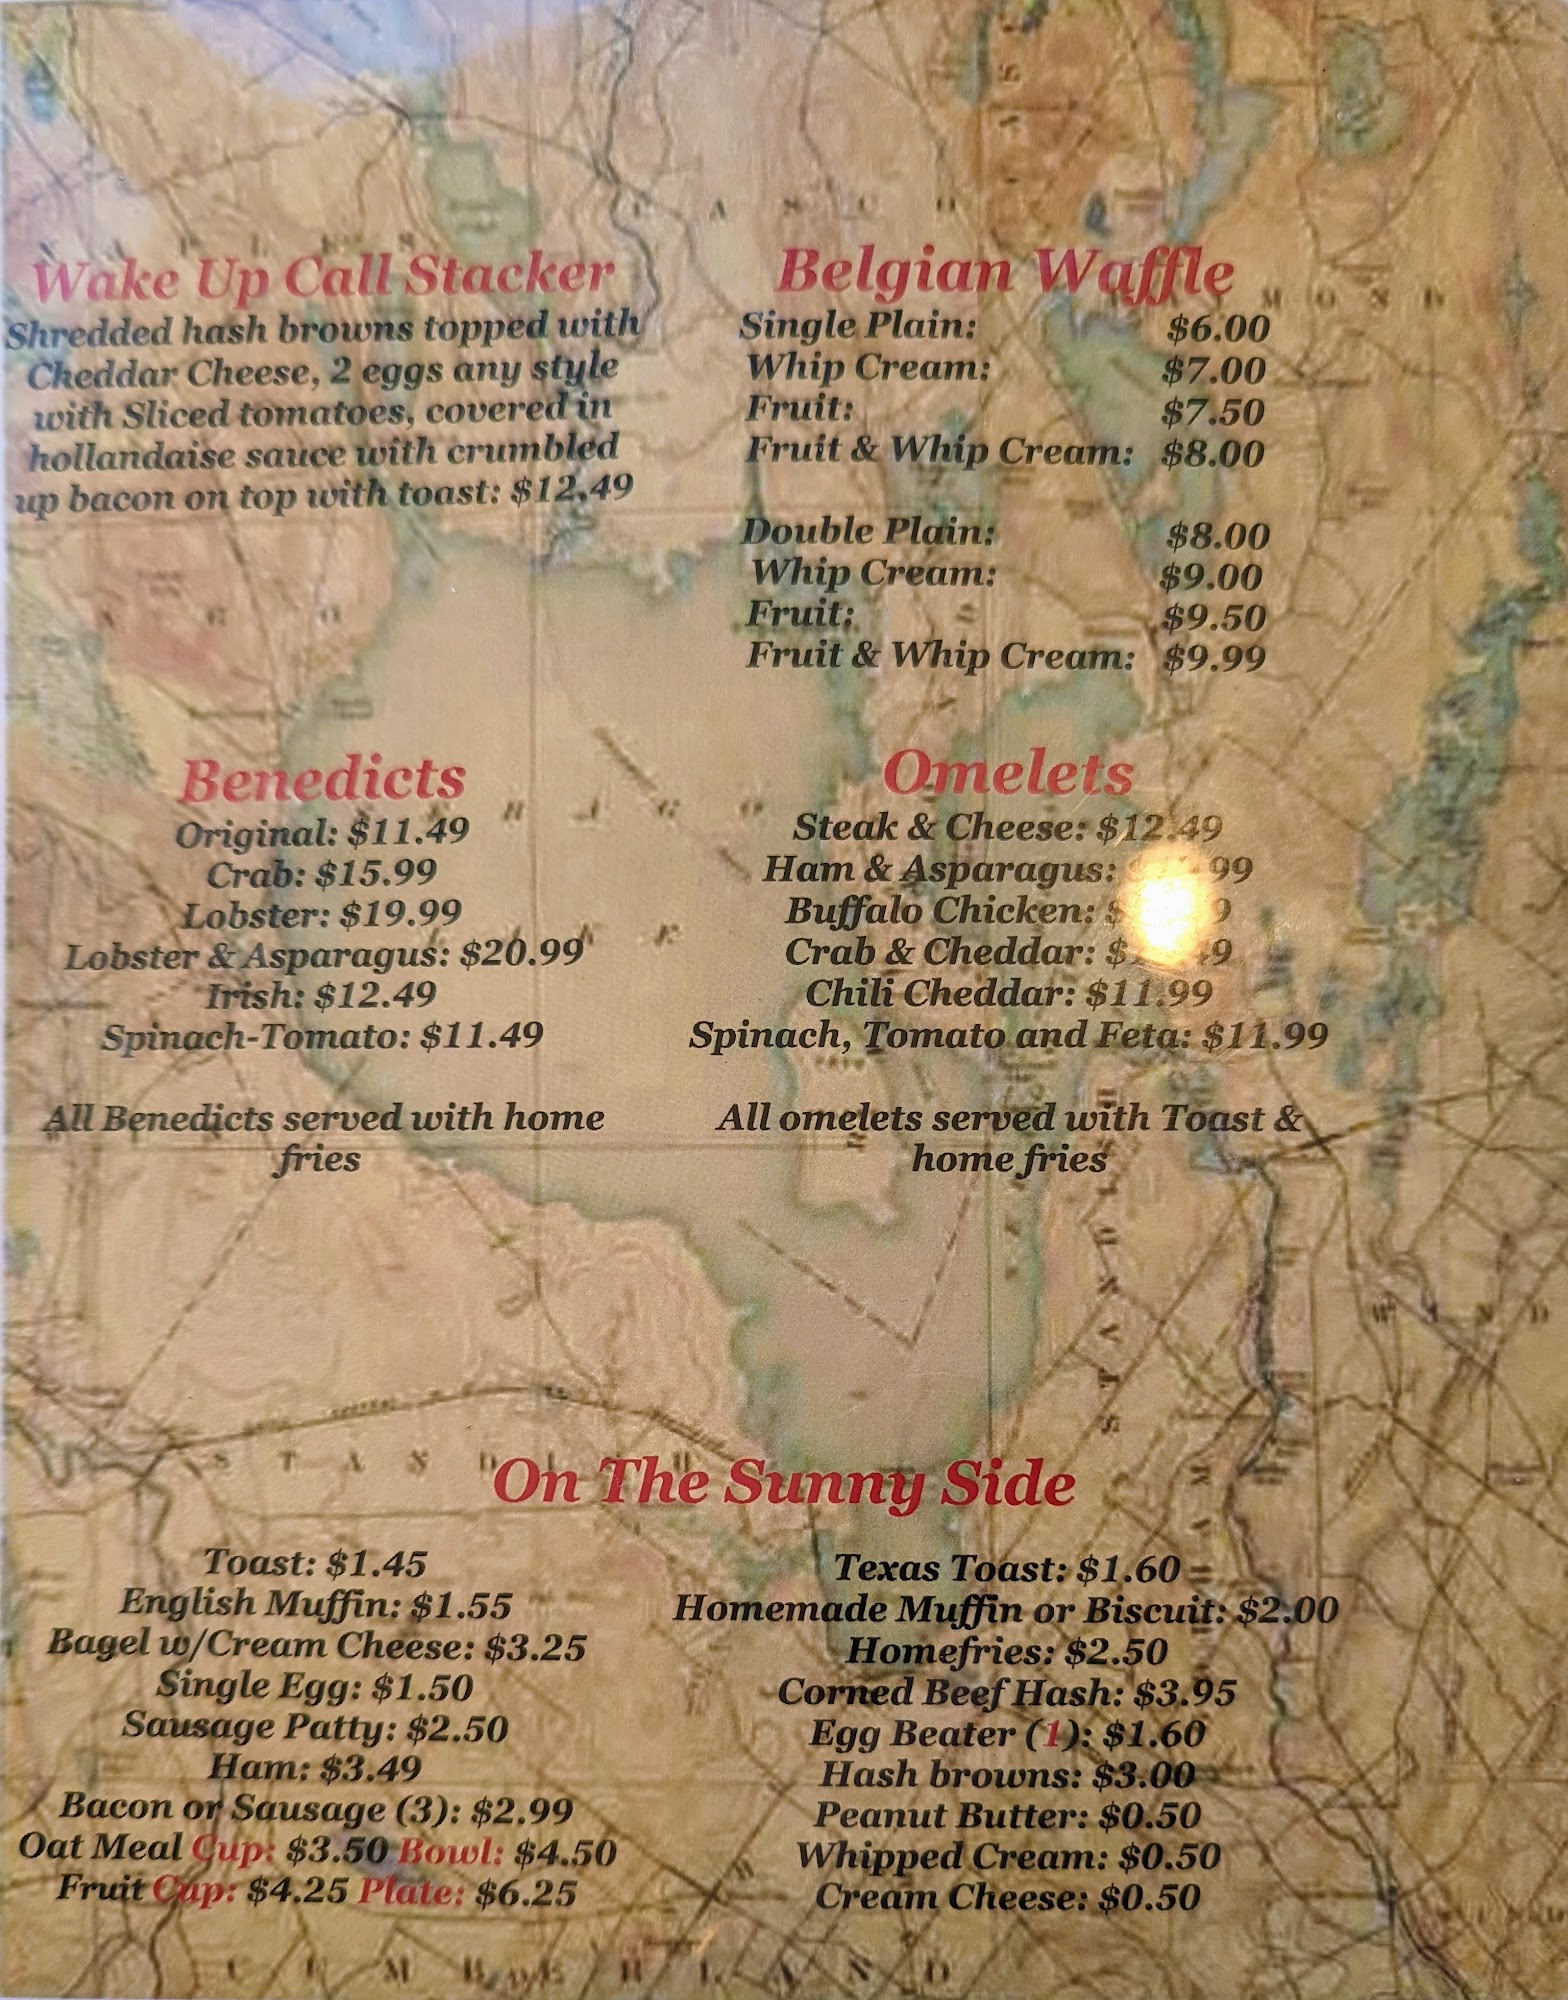 Wake Up Call Stacker
Shredded hash browns topped with
Cheddar Cheese, 2 eggs any style
with Sliced tomatoes, covered in
hollandaise sauce with crumbled
up bacon on top with toast: $12.49
Belgian Waffle
Single Plain: $6.00
Whip Cream: $7.00
Fruit: $7.50
Fruit & Whip Cream: $8.00
Double Plain: $8.00
Whip Cream: $9.00
Fruit: $9.50
Fruit & Whip Cream: $9.99
Benedicts
Original: $11.49
Crab: $15.99
Lobster: $19.99
Lobster & Asparagus: $20.99
Irish: $12.49
Spinach-Tomato: $11.49
All Benedicts served with home
fries
Omelets
Steak & Cheese: $12.49
Ham & Asparagus:
Buffalo Chicken:
Crab & Cheddar:
Chili Cheddar: $11.99
Spinach, Tomato and Feta: $11.99
All omelets served with Toast &
home fries
On The Sunny Side
Toast: $1.45
English Muffin: $1.55
Bagel w/Cream Cheese: $3.25
Single Egg: $1.50
Sausage Patty: $2.50
Ham: $3.49
Bacon or Sausage (3): $2.99
Oat Meal Cup: $3.50 Bowl: $4.50
Fruit Cup: $4.25 Plate: $6.25
Texas Toast: $1.60
Homemade Muffin or Biscuit: $2.00
Homefries: $2.50
Corned Beef Hash: $3.95
Egg Beater (1): $1.60
Hash browns: $3.00
Peanut Butter: $0.50
Whipped Cream: $0.50
Cream Cheese: $0.50